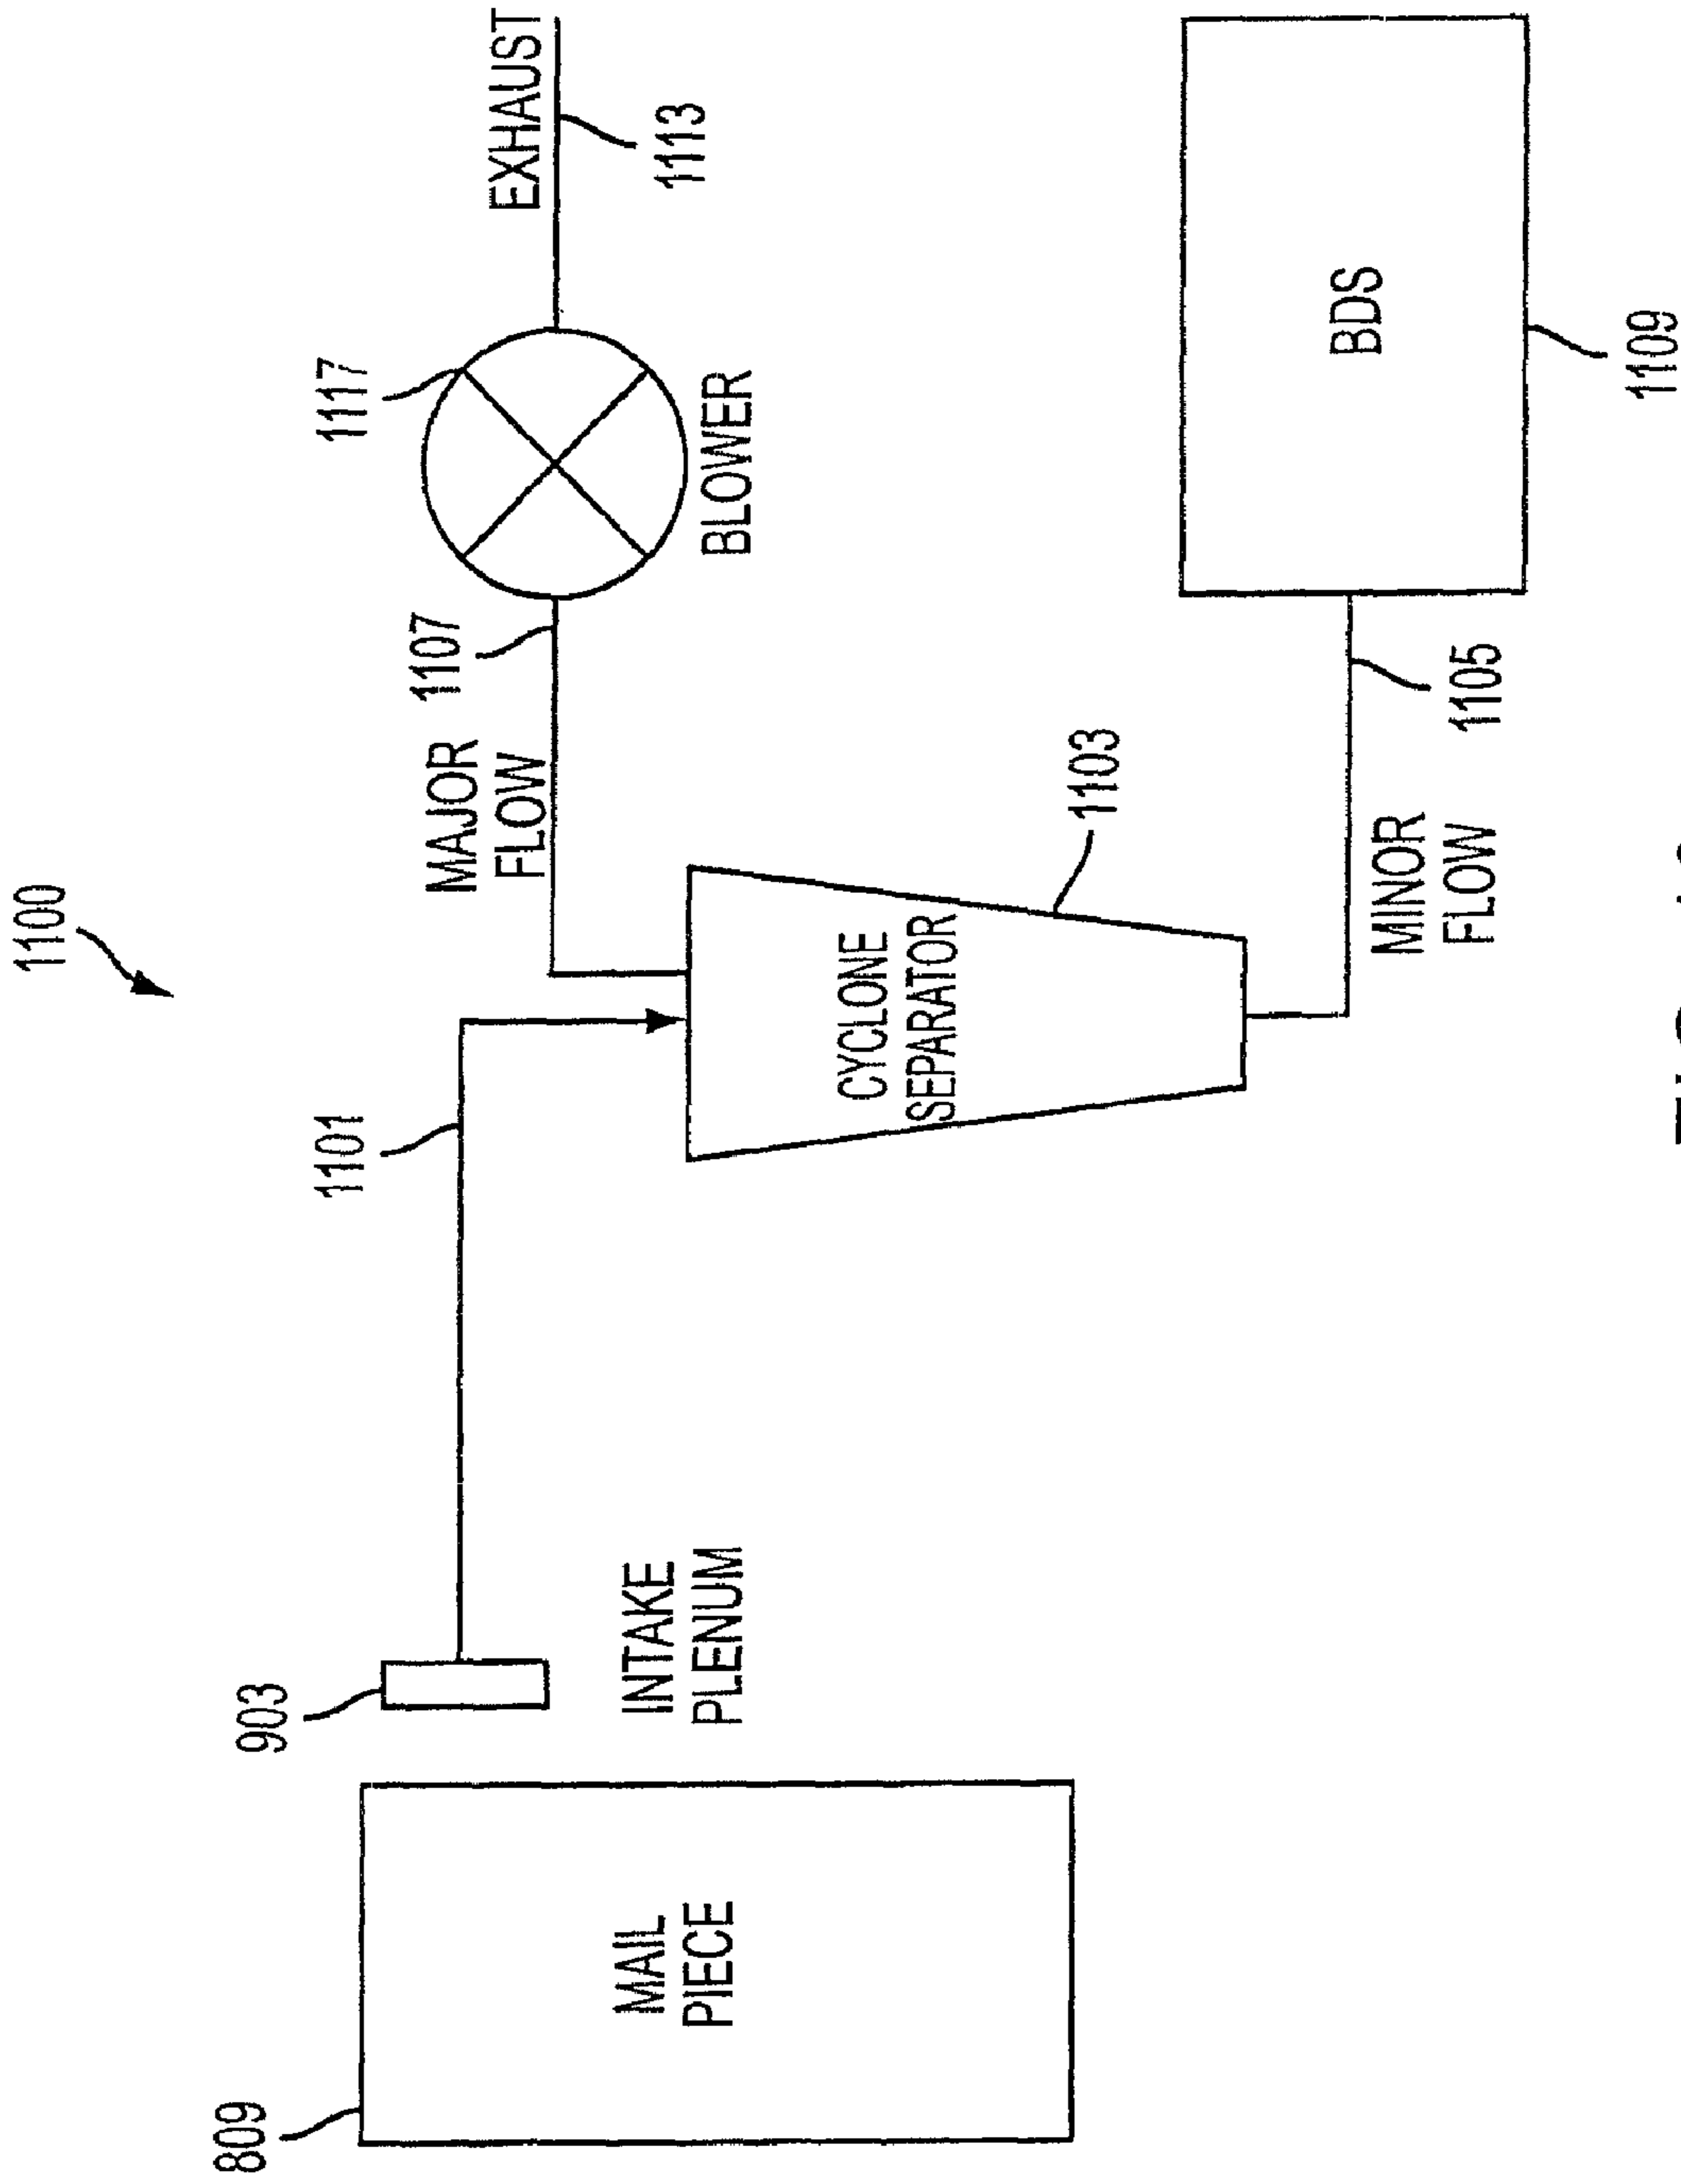 1100
809
MAIL
PIECE
903
INTAKE
PLENUM
1101
CYCLONE
SEPARATOR
1103
MAJOR
FLOW
1107
1117
BLOWER
EXHAUST
1113
MINOR
FLOW
1105
BDS
1109